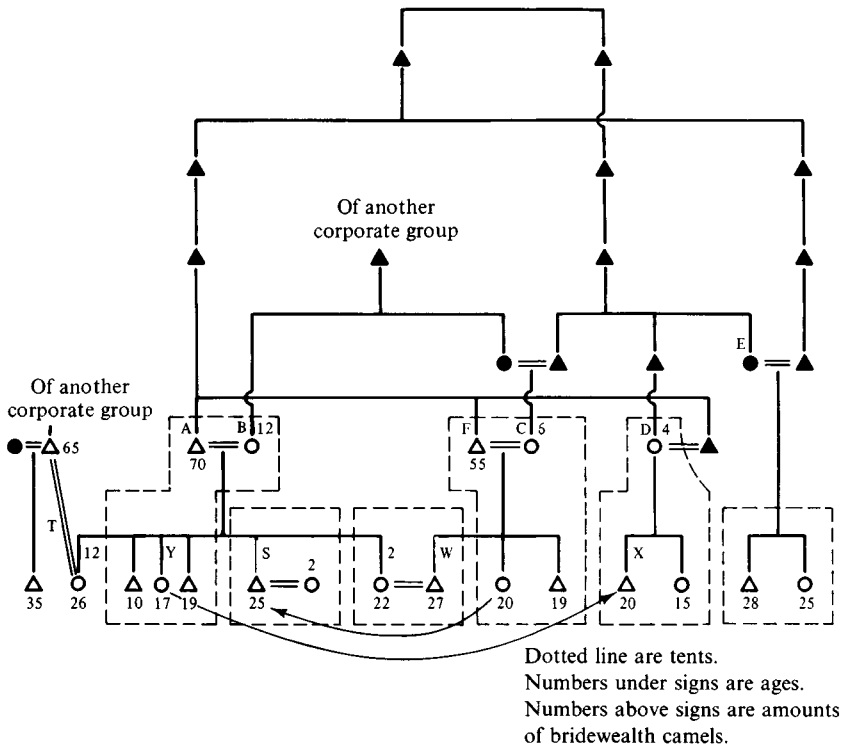 Of another
corporate group
E
Of another
corporate group
A B 12 F C 6 D 4
65
70 55
T
12 Y S 2 2 W X
35 26 10 17 19 25 22 27 20 19 20 15 28 25
Dotted line are tents.
Numbers under signs are ages.
Numbers above signs are amounts
of bridewealth camels.